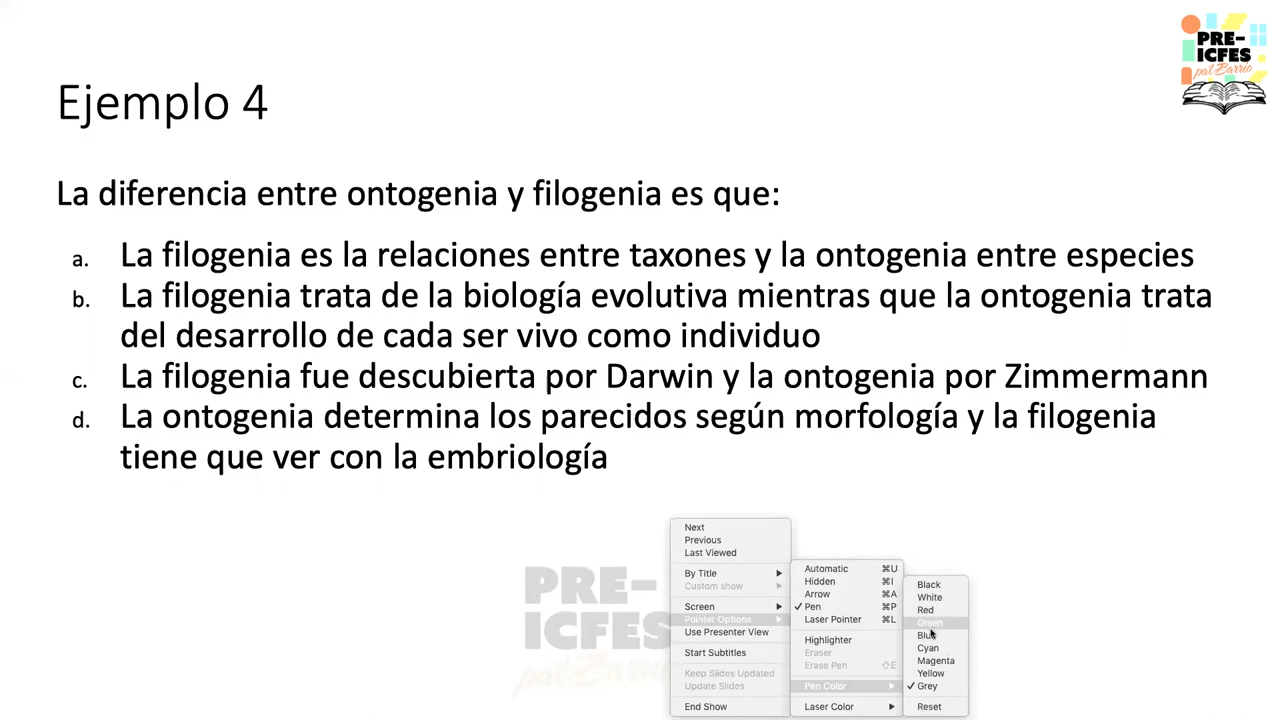 PRE-
ICFES
pal Barrio
Ejemplo 4
La diferencia entre ontogenia y filogenia es que:
a. La filogenia es la relaciones entre taxones y la ontogenia entre especies
b. La filogenia trata de la biología evolutiva mientras que la ontogenia trata
del desarrollo de cada ser vivo como individuo
c. La filogenia fue descubierta por Darwin y la ontogenia por Zimmermann
d. La ontogenia determina los parecidos según morfología y la filogenia
tiene que ver con la embriología
PRE-
ICFES
Next
Previous
Last Viewed
By Title
Custom show
Screen
Pointer Options
Use Presenter View
Start Subtitles
Keep Slides Updated
Update Slides
End Show
Automatic ⌘U
Hidden ⌘I
Arrow ⌘A
✓ Pen ⌘P
Laser Pointer ⌘L
Highlighter
Eraser
Erase Pen ⇧E
Pen Color
Laser Color
Black
White
Red
Green
Blue
Cyan
Magenta
Yellow
✓ Grey
Reset